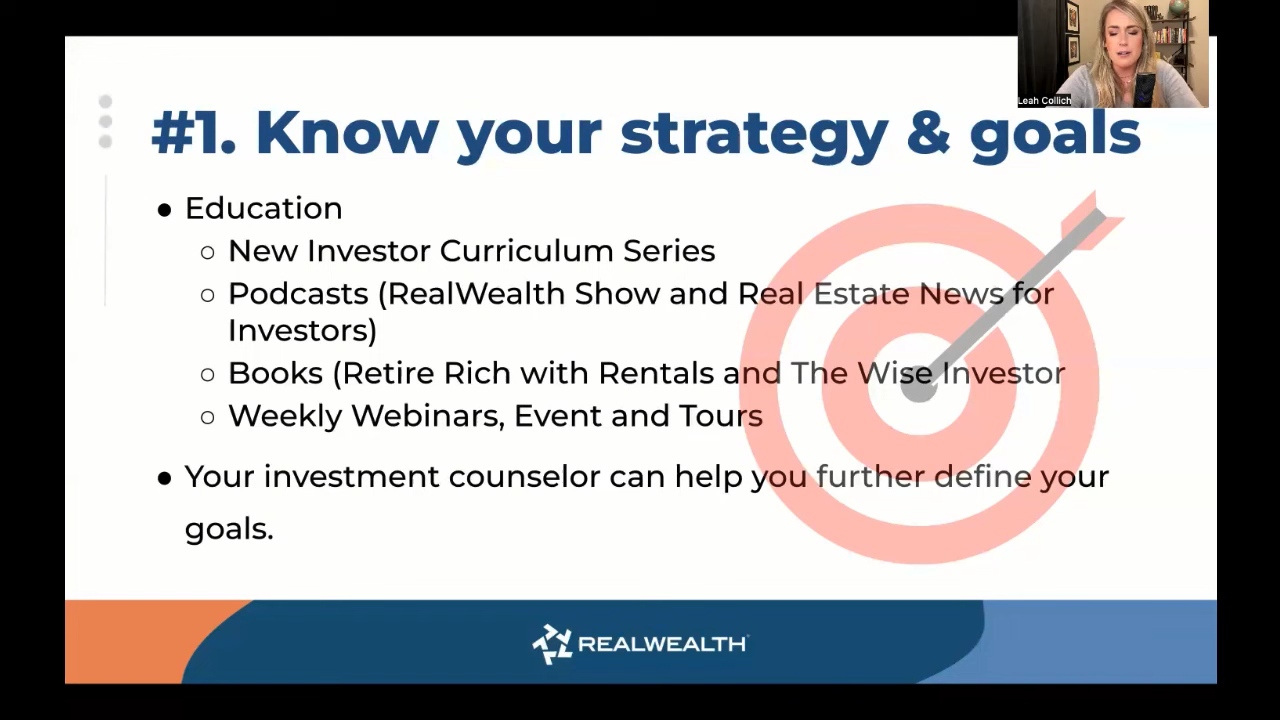 Leah Collich
#1. Know your strategy & goals
● Education
○ New Investor Curriculum Series
○ Podcasts (RealWealth Show and Real Estate News for
Investors)
○ Books (Retire Rich with Rentals and The Wise Investor
○ Weekly Webinars, Event and Tours
● Your investment counselor can help you further define your
goals.
REALWEALTH